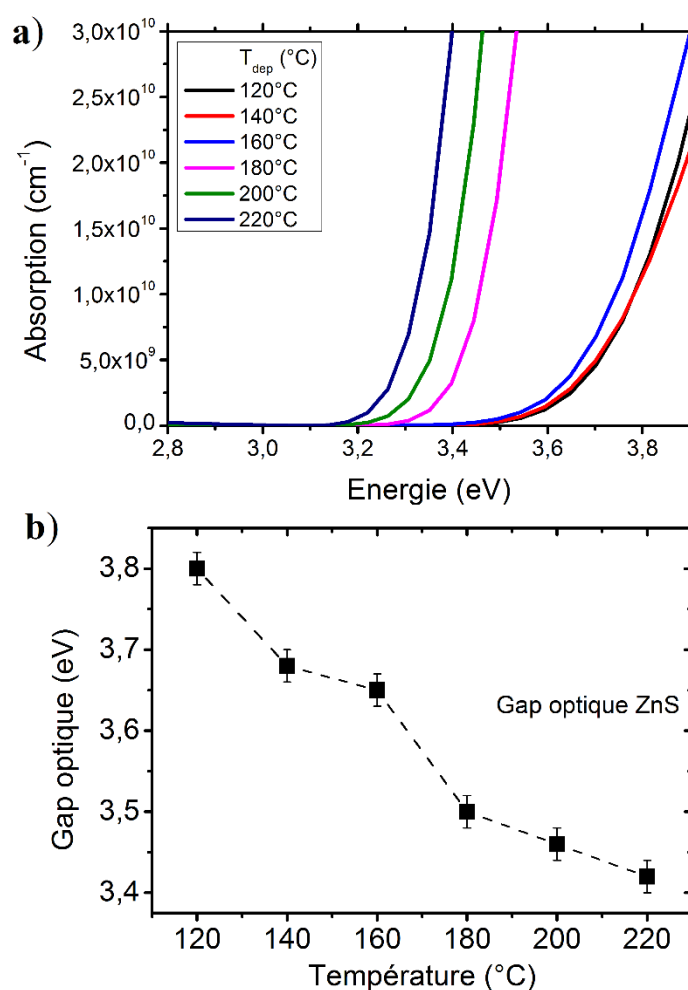 a)
3,0x10¹⁰
2,5x10¹⁰
2,0x10¹⁰
1,5x10¹⁰
1,0x10¹⁰
5,0x10⁹
0,0
Absorption (cm⁻¹)
T_dep (°C)
120°C
140°C
160°C
180°C
200°C
220°C
2,8 3,0 3,2 3,4 3,6 3,8
Energie (eV)
b)
3,8
3,7
3,6
3,5
3,4
Gap optique (eV)
Gap optique ZnS
120 140 160 180 200 220
Température (°C)